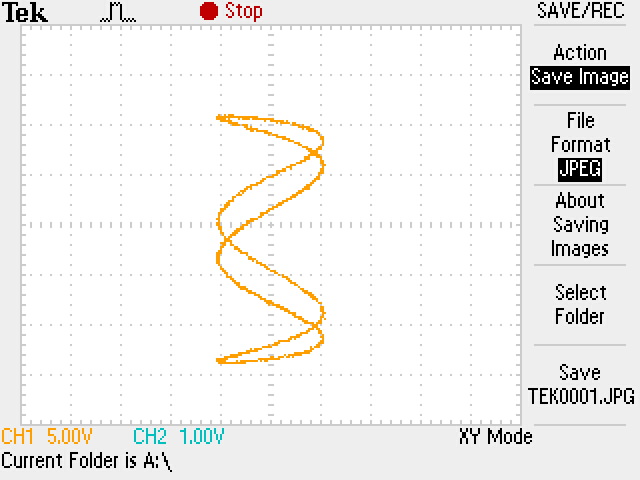 Tek Stop SAVE/REC
Action
Save Image
File
Format
JPEG
About
Saving
Images
Select
Folder
Save
TEK0001.JPG
CH1 5.00V CH2 1.00V XY Mode
Current Folder is A:\